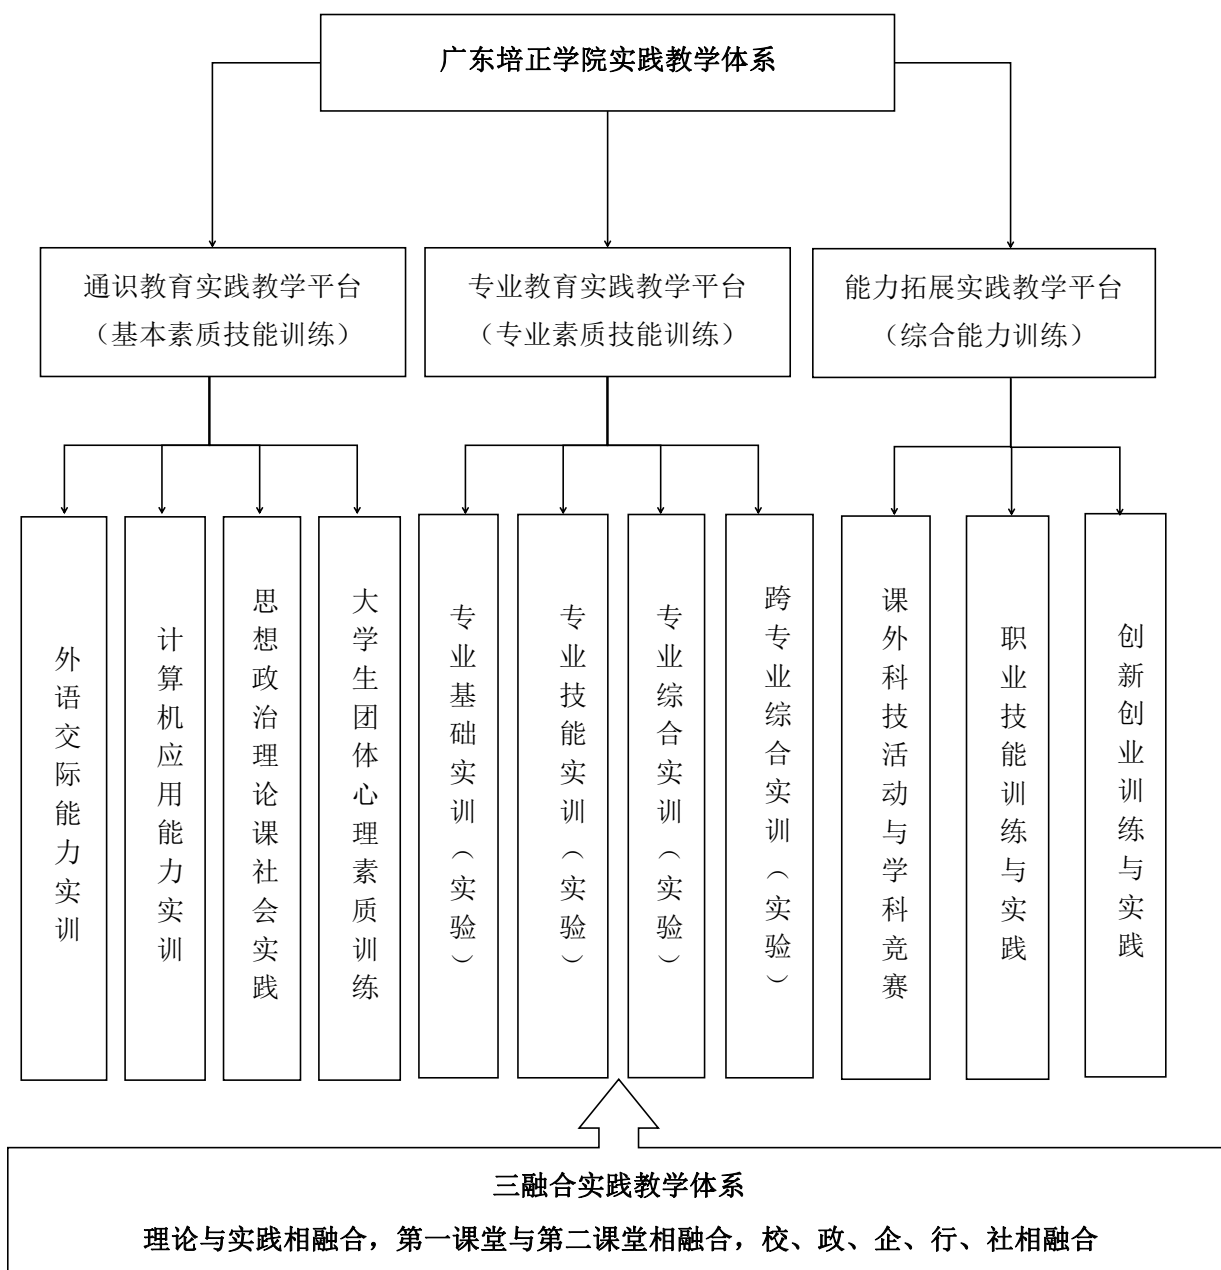 广东培正学院实践教学体系
通识教育实践教学平台
（基本素质技能训练）
专业教育实践教学平台
（专业素质技能训练）
能力拓展实践教学平台
（综合能力训练）
外语交际能力实训
计算机应用能力实训
思想政治理论课社会实践
大学生团体心理素质训练
专业基础实训（实验）
专业技能实训（实验）
专业综合实训（实验）
跨专业综合实训（实验）
课外科技活动与学科竞赛
职业技能训练与实践
创新创业训练与实践
三融合实践教学体系
理论与实践相融合，第一课堂与第二课堂相融合，校、政、企、行、社相融合